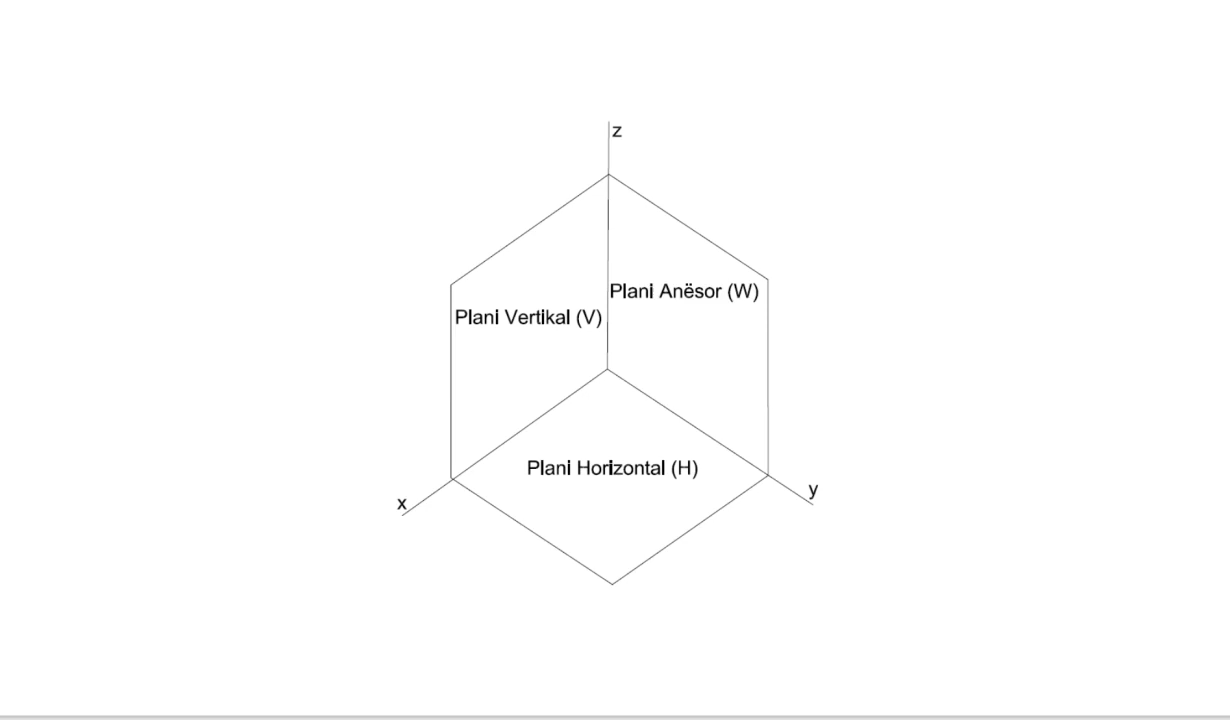 z
Plani Anësor (W)
Plani Vertikal (V)
Plani Horizontal (H)
x
y